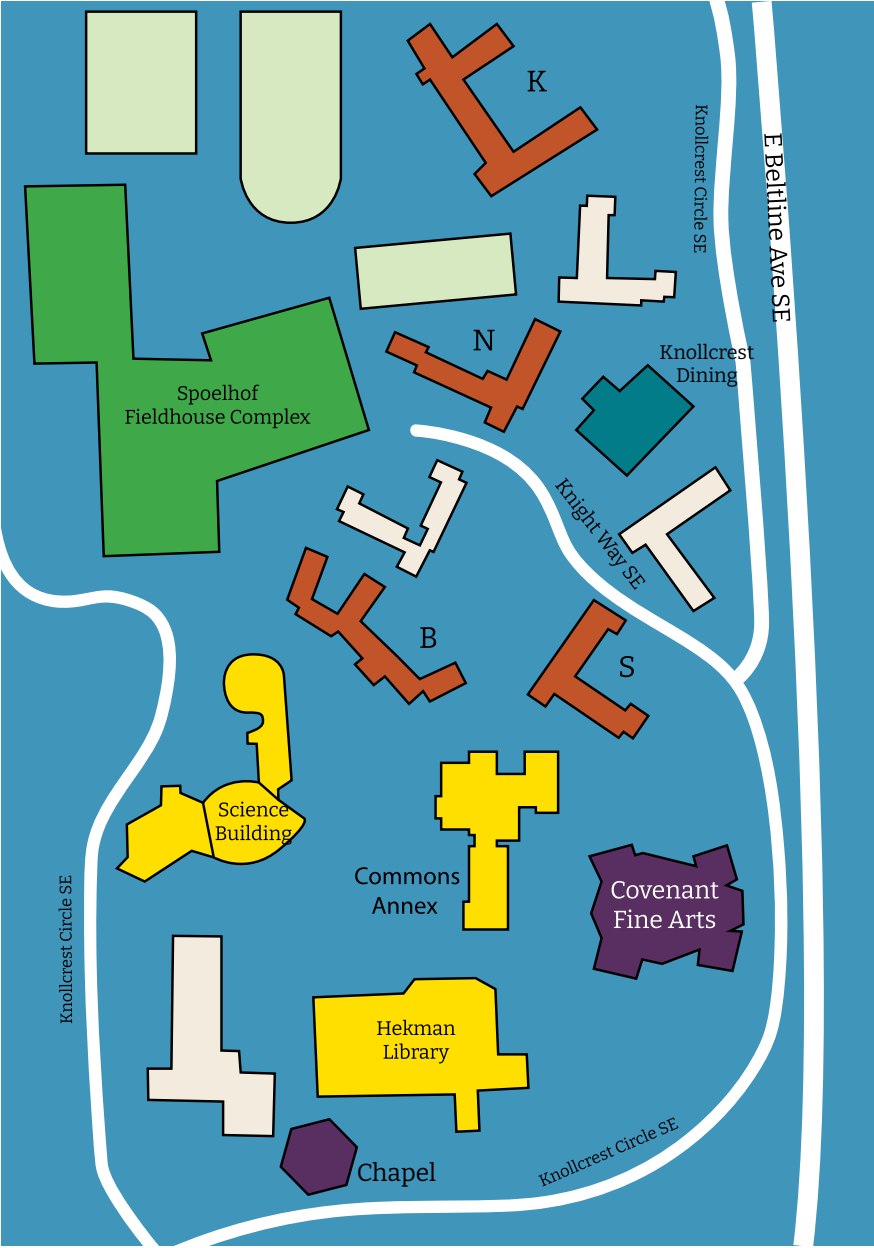 K
Knollcrest Circle SE
E Beltline Ave SE
N
Knollcrest
Dining
Spoelhof
Fieldhouse Complex
Knight Way SE
B
S
Science
Building
Commons
Annex
Covenant
Fine Arts
Knollcrest Circle SE
Hekman
Library
Chapel
Knollcrest Circle SE